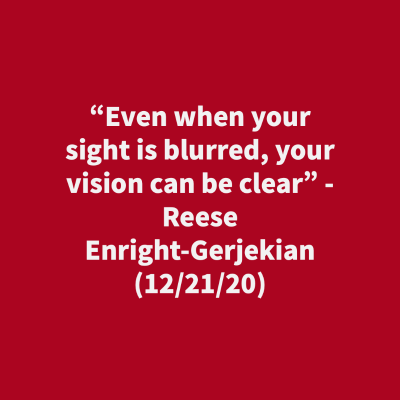 “Even when your
sight is blurred, your
vision can be clear” -
Reese
Enright-Gerjekian
(12/21/20)